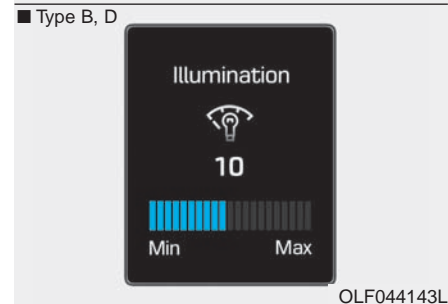 ■ Type B, D
Illumination
10
Min Max
OLF044143L